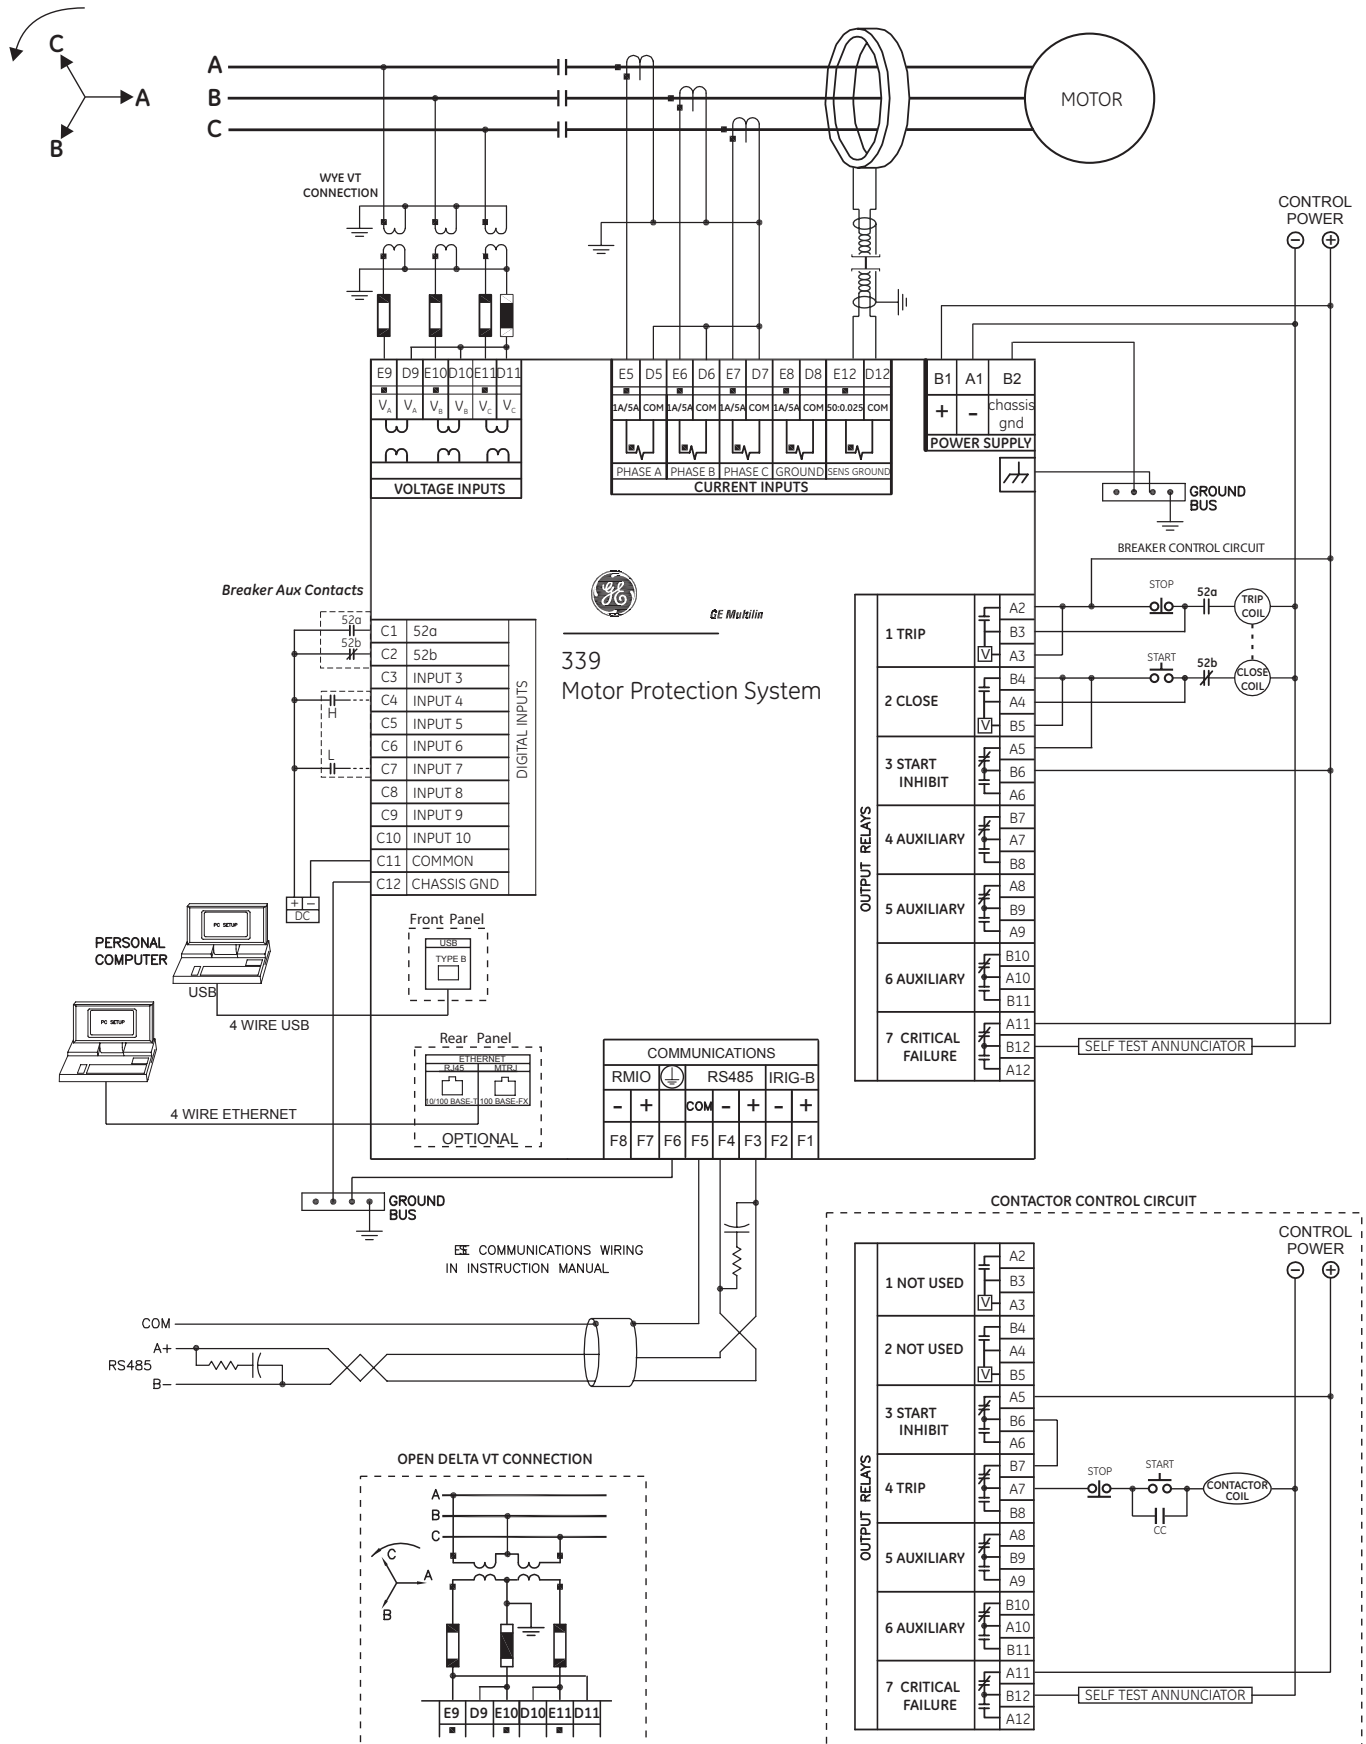 C
A
B
A
B
C
MOTOR
WYE VT
CONNECTION
CONTROL
POWER
E9 D9 E10 D10 E11 D11
VA VA VB VB VC VC
VOLTAGE INPUTS
E5 D5 E6 D6 E7 D7 E8 D8 E12 D12
1A/5A COM 1A/5A COM 1A/5A COM 1A/5A COM 50:0.025 COM
PHASE A PHASE B PHASE C GROUND SENS GROUND
CURRENT INPUTS
B1 A1 B2
+ - chassis
gnd
POWER SUPPLY
GROUND
BUS
BREAKER CONTROL CIRCUIT
STOP
52a
TRIP
COIL
START
52b
CLOSE
COIL
Breaker Aux Contacts
52a
52b
H
L
C1 52a
C2 52b
C3 INPUT 3
C4 INPUT 4
C5 INPUT 5
C6 INPUT 6
C7 INPUT 7
C8 INPUT 8
C9 INPUT 9
C10 INPUT 10
C11 COMMON
C12 CHASSIS GND
DIGITAL INPUTS
+ -
DC
GE Multilin
339
Motor Protection System
OUTPUT RELAYS
1 TRIP
V
A2
B3
A3
2 CLOSE
V
B4
A4
B5
3 START
INHIBIT
A5
B6
A6
4 AUXILIARY
B7
A7
B8
5 AUXILIARY
A8
B9
A9
6 AUXILIARY
B10
A10
B11
7 CRITICAL
FAILURE
A11
B12
A12
SELF TEST ANNUNCIATOR
Front Panel
USB
TYPE B
PERSONAL
COMPUTER
PC SETUP
USB
4 WIRE USB
PC SETUP
4 WIRE ETHERNET
Rear Panel
ETHERNET
RJ45 MTRJ
10/100 BASE-T 100 BASE-FX
OPTIONAL
COMMUNICATIONS
RMIO RS485 IRIG-B
- + COM - + - +
F8 F7 F6 F5 F4 F3 F2 F1
GROUND
BUS
COMMUNICATIONS WIRING
IN INSTRUCTION MANUAL
COM
A+
RS485
B-
OPEN DELTA VT CONNECTION
A
B
C
C
A
B
E9 D9 E10 D10 E11 D11
CONTACTOR CONTROL CIRCUIT
CONTROL
POWER
OUTPUT RELAYS
1 NOT USED
V
A2
B3
A3
2 NOT USED
V
B4
A4
B5
3 START
INHIBIT
A5
B6
A6
4 TRIP
B7
A7
B8
STOP
START
CC
CONTACTOR
COIL
5 AUXILIARY
A8
B9
A9
6 AUXILIARY
B10
A10
B11
7 CRITICAL
FAILURE
A11
B12
A12
SELF TEST ANNUNCIATOR